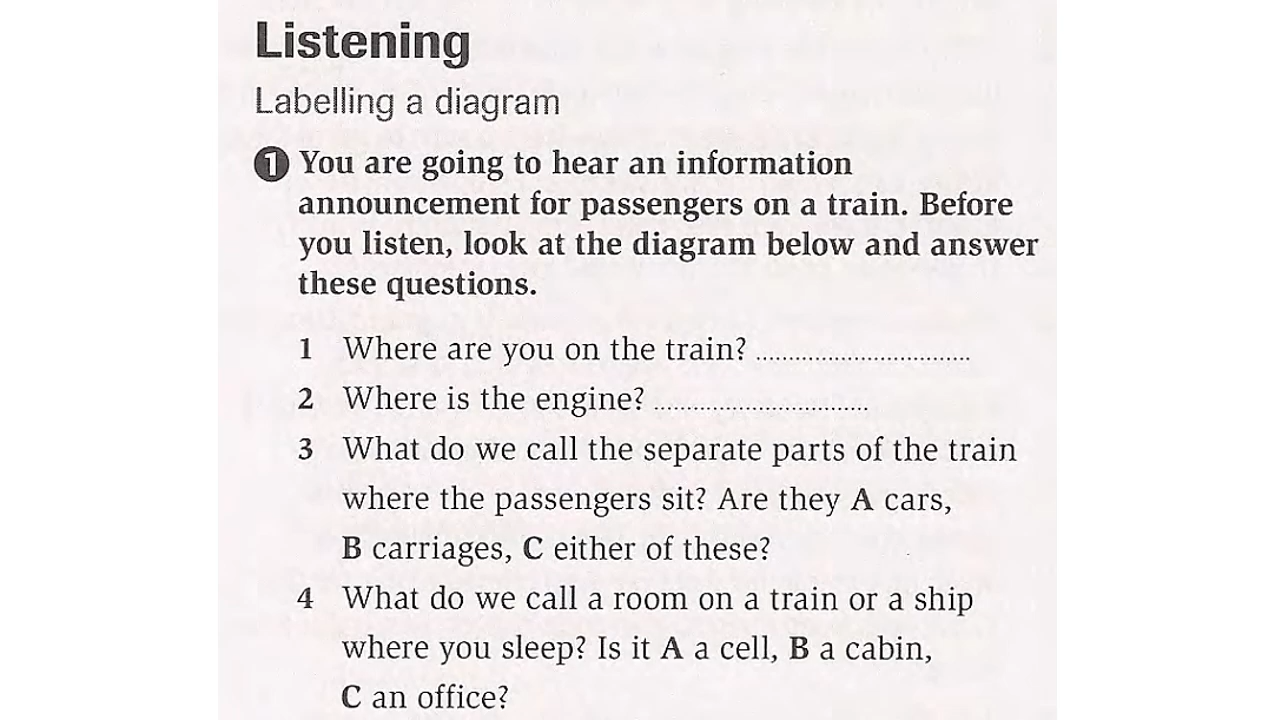 Listening
Labelling a diagram
1 You are going to hear an information
announcement for passengers on a train. Before
you listen, look at the diagram below and answer
these questions.
1 Where are you on the train? ................................
2 Where is the engine? ................................
3 What do we call the separate parts of the train
where the passengers sit? Are they A cars,
B carriages, C either of these?
4 What do we call a room on a train or a ship
where you sleep? Is it A a cell, B a cabin,
C an office?